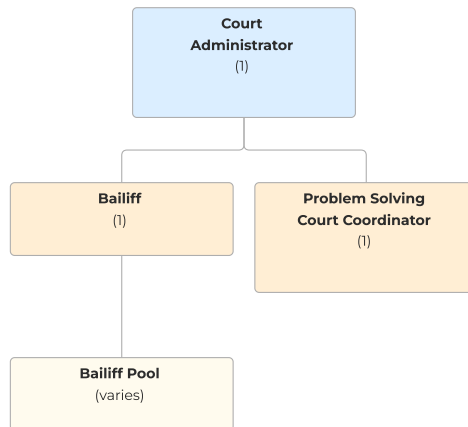 Court
Administrator
(1)
Bailiff
(1)
Problem Solving
Court Coordinator
(1)
Bailiff Pool
(varies)